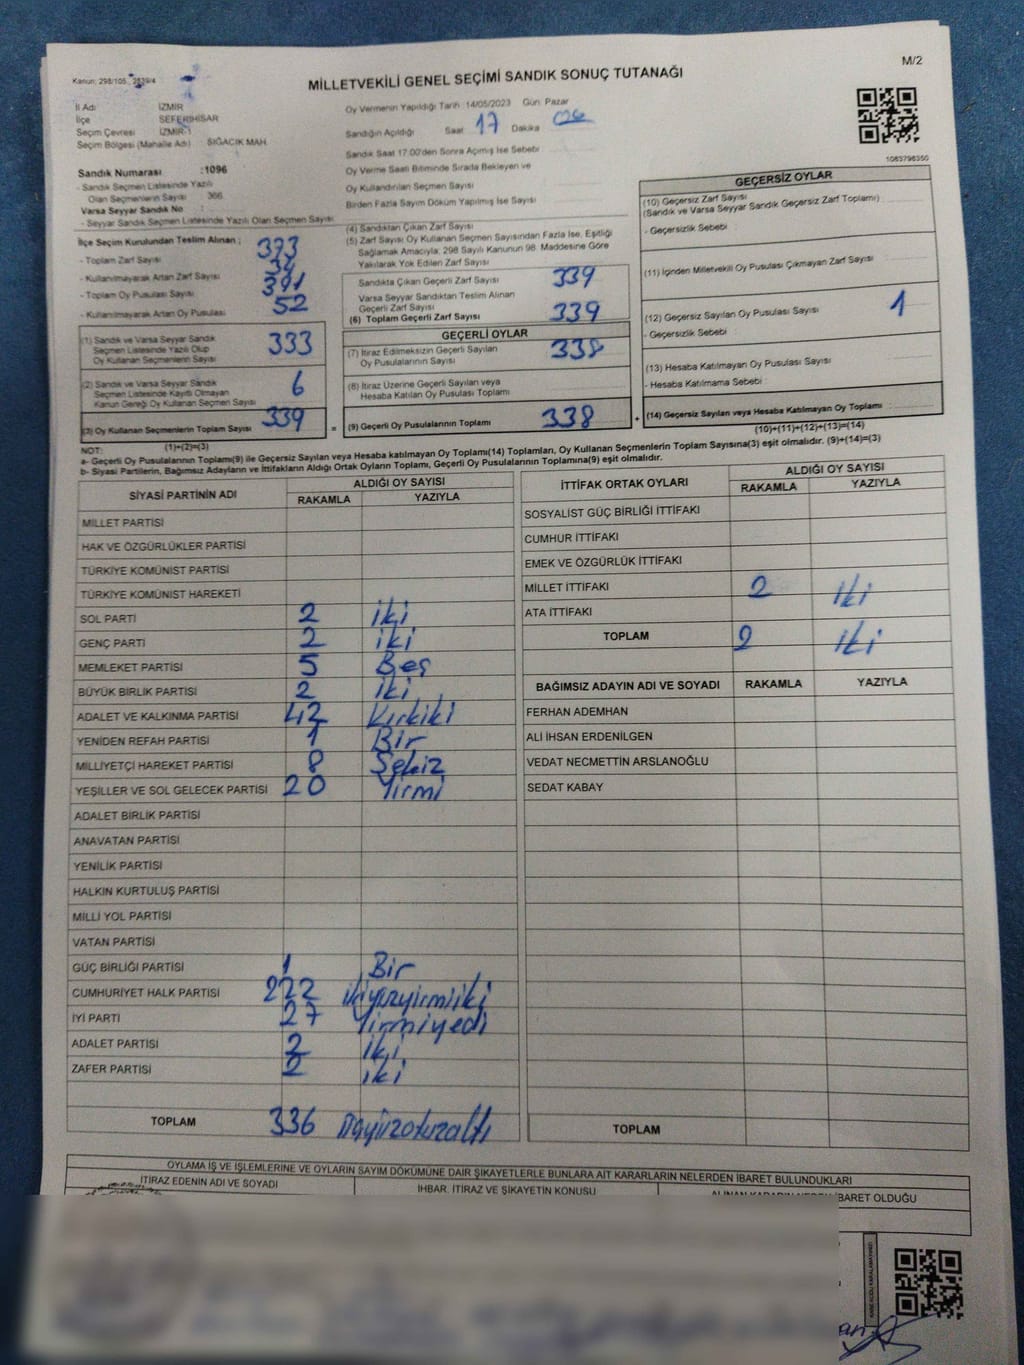 Kanun: 298/105, 2839/4
M/2
MİLLETVEKİLİ GENEL SEÇİMİ SANDIK SONUÇ TUTANAĞI
İl Adı İZMİR
İlçe SEFERİHİSAR
Seçim Çevresi İZMİR-1
Seçim Bölgesi (Mahalle Adı) SIĞACIK MAH.
Oy Vermenin Yapıldığı Tarih :14/05/2023 Gün: Pazar
Sandığın Açıldığı Saat 17 Dakika
Sandık Saat 17:00'den Sonra Açımış İse Sebebi :
Oy Verme Saati Bitiminde Sırada Bekleyen ve
Oy Kullandırılan Seçmen Sayısı
Birden Fazla Sayım Döküm Yapılmış İse Sayısı
1083798350
Sandık Numarası :1096
- Sandık Seçmen Listesinde Yazılı
Olan Seçmenlerin Sayısı 366
Varsa Seyyar Sandık No :
- Seyyar Sandık Seçmen Listesinde Yazılı Olan Seçmen Sayısı
İlçe Seçim Kurulundan Teslim Alınan ;
- Toplam Zarf Sayısı
- Kullanılmayarak Artan Zarf Sayısı
- Toplam Oy Pusulası Sayısı
- Kullanılmayarak Artan Oy Pusulası 52
(1) Sandık ve Varsa Seyyar Sandık
Seçmen Listesinde Yazılı Olup
Oy Kullanan Seçmenlerin Sayısı 333
(2) Sandık ve Varsa Seyyar Sandık
Seçmen Listesinde Kayıtlı Olmayan
Kanun Gereği Oy Kullanan Seçmen Sayısı 6
(3) Oy Kullanan Seçmenlerin Toplam Sayısı 339
(1)+(2)=(3)
(4) Sandıktan Çıkan Zarf Sayısı
(5) Zarf Sayısı Oy Kullanan Seçmen Sayısından Fazla İse, Eşitliği
Sağlamak Amacıyla; 298 Sayılı Kanunun 98. Maddesine Göre
Yakılarak Yok Edilen Zarf Sayısı
Sandıkta Çıkan Geçerli Zarf Sayısı 339
Varsa Seyyar Sandıktan Teslim Alınan
Geçerli Zarf Sayısı
(6) Toplam Geçerli Zarf Sayısı 339
GEÇERLİ OYLAR
(7) İtiraz Edilmeksizin Geçerli Sayılan
Oy Pusulalarının Sayısı 338
(8) İtiraz Üzerine Geçerli Sayılan veya
Hesaba Katılan Oy Pusulası Toplamı
= (9) Geçerli Oy Pusulalarının Toplamı 338 +
GEÇERSİZ OYLAR
(10) Geçersiz Zarf Sayısı
(Sandık ve Varsa Seyyar Sandık Geçersiz Zarf Toplamı)
- Geçersizlik Sebebi :
(11) İçinden Milletvekili Oy Pusulası Çıkmayan Zarf Sayısı
(12) Geçersiz Sayılan Oy Pusulası Sayısı 1
- Geçersizlik Sebebi :
(13) Hesaba Katılmayan Oy Pusulası Sayısı
- Hesaba Katılmama Sebebi :
(14) Geçersiz Sayılan veya Hesaba Katılmayan Oy Toplamı :
(10)+(11)+(12)+(13)=(14)
NOT:
a- Geçerli Oy Pusulalarının Toplamı(9) ile Geçersiz Sayılan veya Hesaba katılmayan Oy Toplamı(14) Toplamları, Oy Kullanan Seçmenlerin Toplam Sayısına(3) eşit olmalıdır. (9)+(14)=(3)
b- Siyasi Partilerin, Bağımsız Adayların ve İttifakların Aldığı Ortak Oyların Toplamı, Geçerli Oy Pusulalarının Toplamına(9) eşit olmalıdır.
SİYASİ PARTİNİN ADI ALDIĞI OY SAYISI
RAKAMLA YAZIYLA
MİLLET PARTİSİ
HAK VE ÖZGÜRLÜKLER PARTİSİ
TÜRKİYE KOMÜNİST PARTİSİ
TÜRKİYE KOMÜNİST HAREKETİ
SOL PARTİ 2 iki
GENÇ PARTİ 2 iki
MEMLEKET PARTİSİ 5 Beş
BÜYÜK BİRLİK PARTİSİ 2 iki
ADALET VE KALKINMA PARTİSİ 42 Kırkiki
YENİDEN REFAH PARTİSİ 1 Bir
MİLLİYETÇİ HAREKET PARTİSİ 8 Sekiz
YEŞİLLER VE SOL GELECEK PARTİSİ 20 Yirmi
ADALET BİRLİK PARTİSİ
ANAVATAN PARTİSİ
YENİLİK PARTİSİ
HALKIN KURTULUŞ PARTİSİ
MİLLİ YOL PARTİSİ
VATAN PARTİSİ
GÜÇ BİRLİĞİ PARTİSİ 1 Bir
CUMHURİYET HALK PARTİSİ 222 ikiyüzyirmiiki
İYİ PARTİ 27 Yirmiyedi
ADALET PARTİSİ 2 iki
ZAFER PARTİSİ 2 iki
TOPLAM 336 üçyüzotuzaltı
İTTİFAK ORTAK OYLARI ALDIĞI OY SAYISI
RAKAMLA YAZIYLA
SOSYALİST GÜÇ BİRLİĞİ İTTİFAKI
CUMHUR İTTİFAKI
EMEK VE ÖZGÜRLÜK İTTİFAKI
MİLLET İTTİFAKI 2 iki
ATA İTTİFAKI
TOPLAM 2 iki
BAĞIMSIZ ADAYIN ADI VE SOYADI RAKAMLA YAZIYLA
FERHAN ADEMHAN
ALİ İHSAN ERDENİLGEN
VEDAT NECMETTİN ARSLANOĞLU
SEDAT KABAY
TOPLAM
OYLAMA İŞ VE İŞLEMLERİNE VE OYLARIN SAYIM DÖKÜMÜNE DAİR ŞİKAYETLERLE BUNLARA AİT KARARLARIN NELERDEN İBARET BULUNDUKLARI
İTİRAZ EDENİN ADI VE SOYADI İHBAR, İTİRAZ VE ŞİKAYETİN KONUSU ALINAN KARARIN NEDEN İBARET OLDUĞU